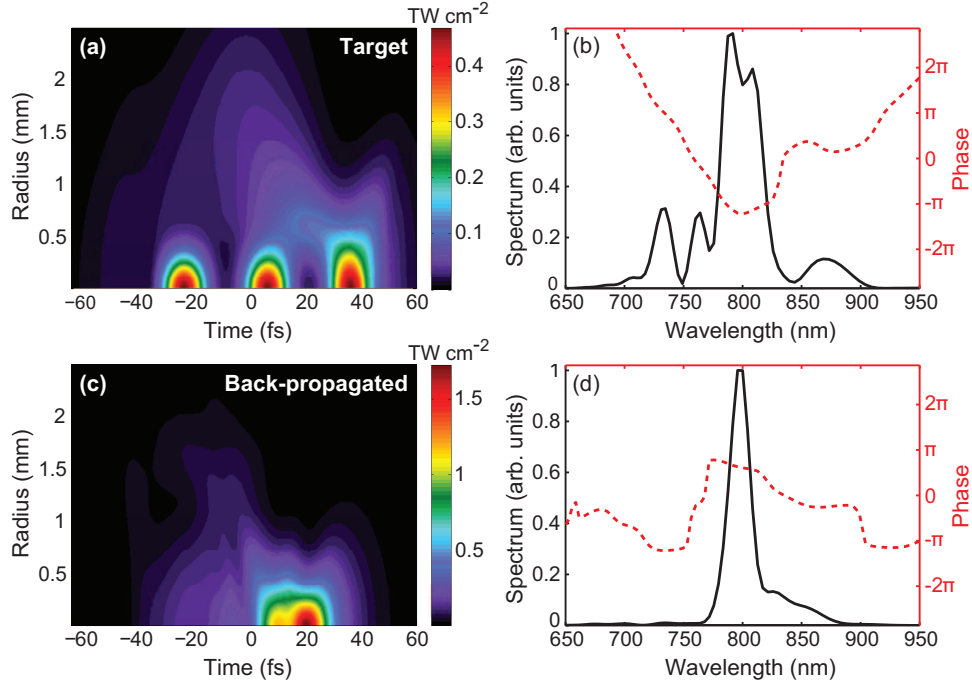 TW cm-2
(a)
Target
2
1.5
1
0.5
Radius (mm)
−60
−40
−20
0
20
40
60
Time (fs)
0.4
0.3
0.2
0.1
(b)
1
0.8
0.6
0.4
0.2
0
Spectrum (arb. units)
650
700
750
800
850
900
950
Wavelength (nm)
2π
π
0
-π
-2π
Phase
TW cm-2
(c)
Back-propagated
2
1.5
1
0.5
Radius (mm)
−60
−40
−20
0
20
40
60
Time (fs)
1.5
1
0.5
(d)
1
0.8
0.6
0.4
0.2
0
Spectrum (arb. units)
650
700
750
800
850
900
950
Wavelength (nm)
2π
π
0
-π
-2π
Phase